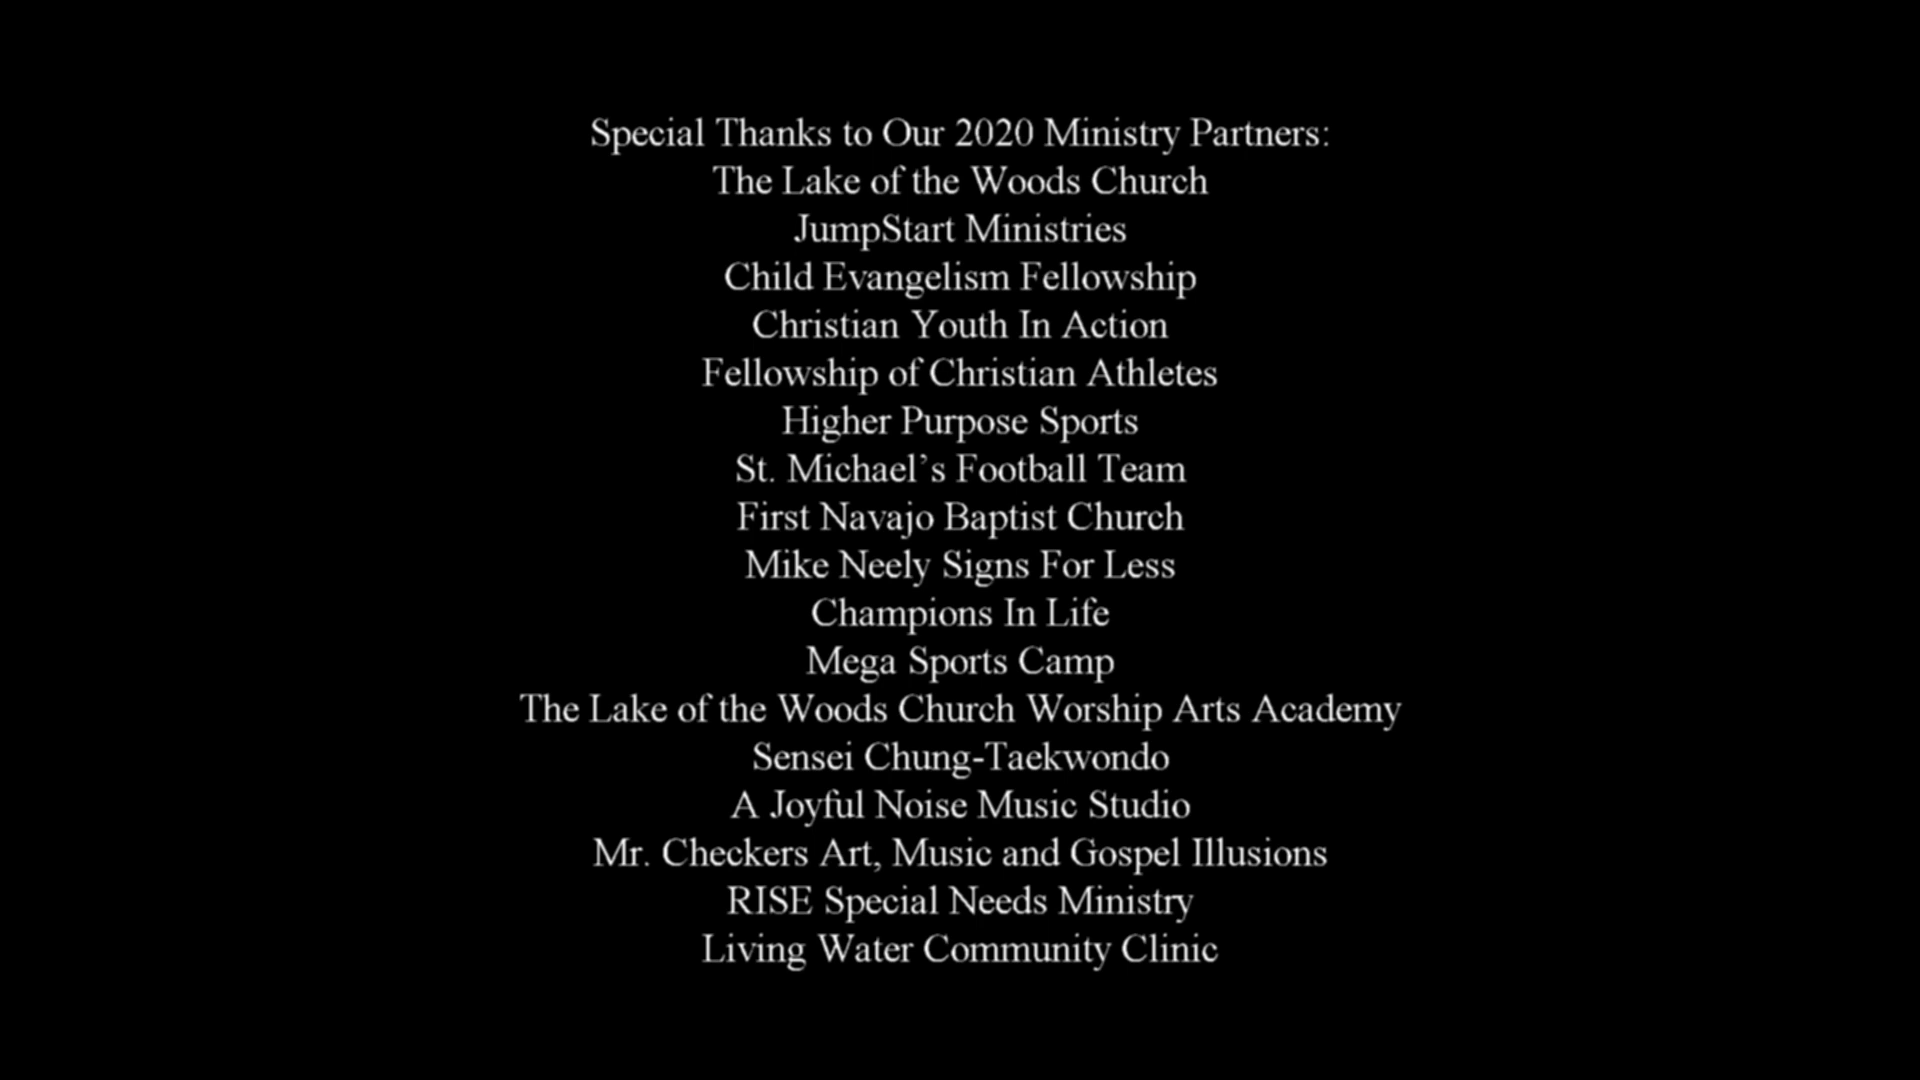 Special Thanks to Our 2020 Ministry Partners:
The Lake of the Woods Church
JumpStart Ministries
Child Evangelism Fellowship
Christian Youth In Action
Fellowship of Christian Athletes
Higher Purpose Sports
St. Michael’s Football Team
First Navajo Baptist Church
Mike Neely Signs For Less
Champions In Life
Mega Sports Camp
The Lake of the Woods Church Worship Arts Academy
Sensei Chung-Taekwondo
A Joyful Noise Music Studio
Mr. Checkers Art, Music and Gospel Illusions
RISE Special Needs Ministry
Living Water Community Clinic